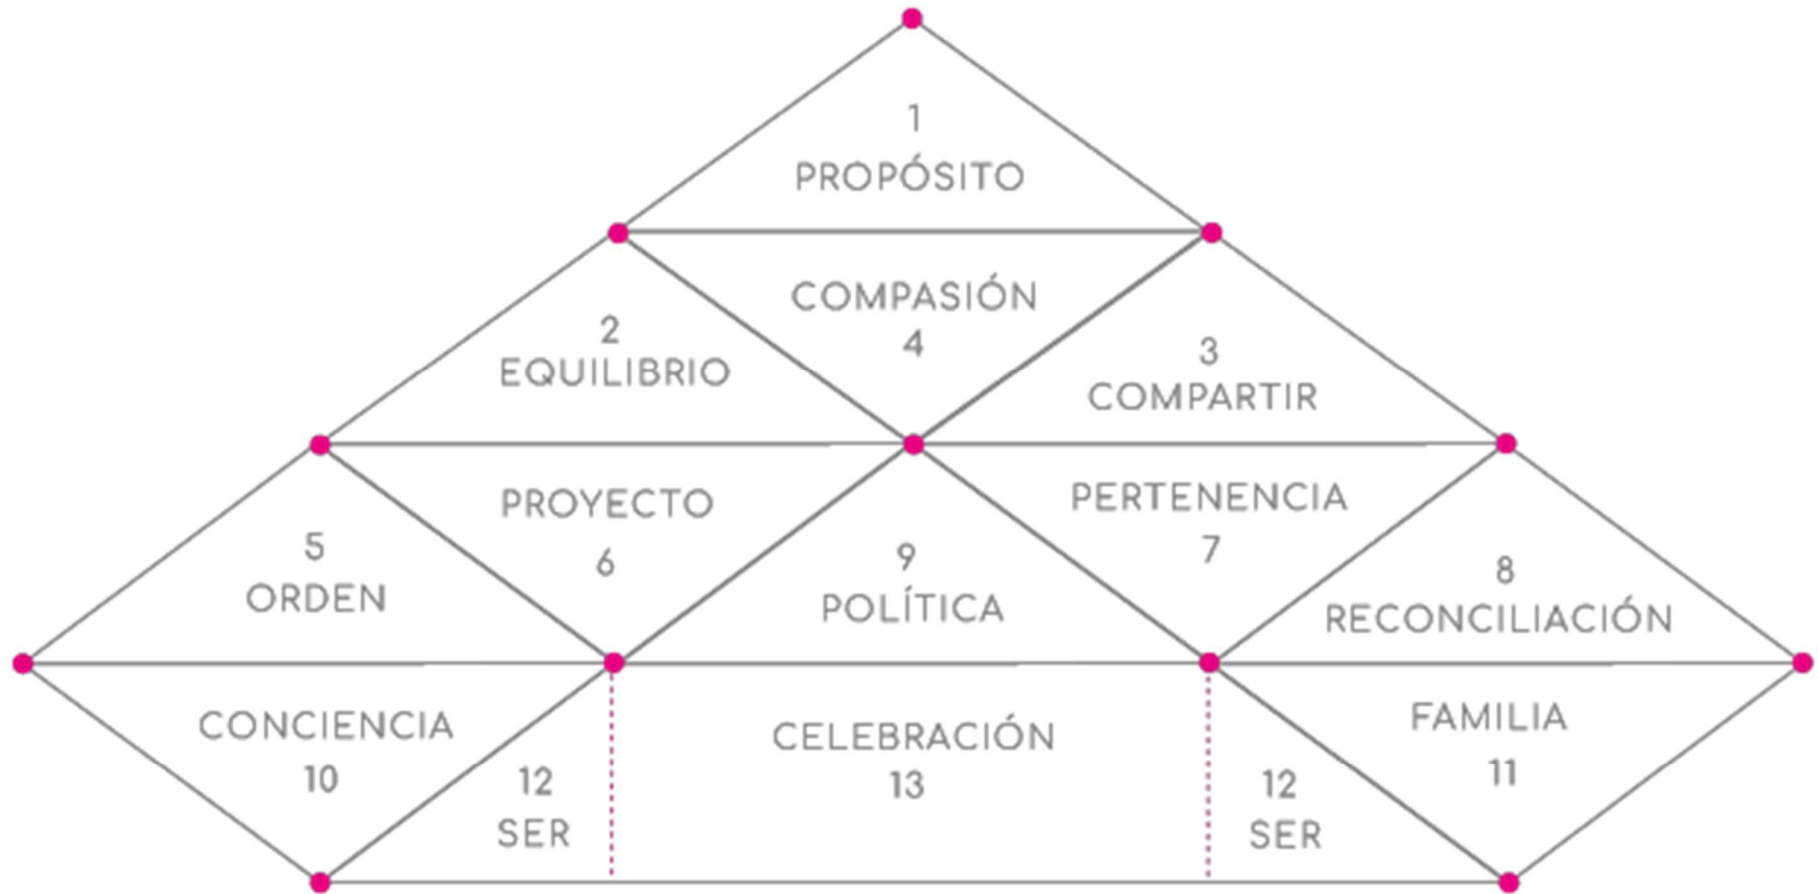 1
PROPÓSITO
COMPASIÓN
4
2
EQUILIBRIO
3
COMPARTIR
PROYECTO
6
PERTENENCIA
7
5
ORDEN
9
POLÍTICA
8
RECONCILIACIÓN
CONCIENCIA
10
12
SER
CELEBRACIÓN
13
12
SER
FAMILIA
11